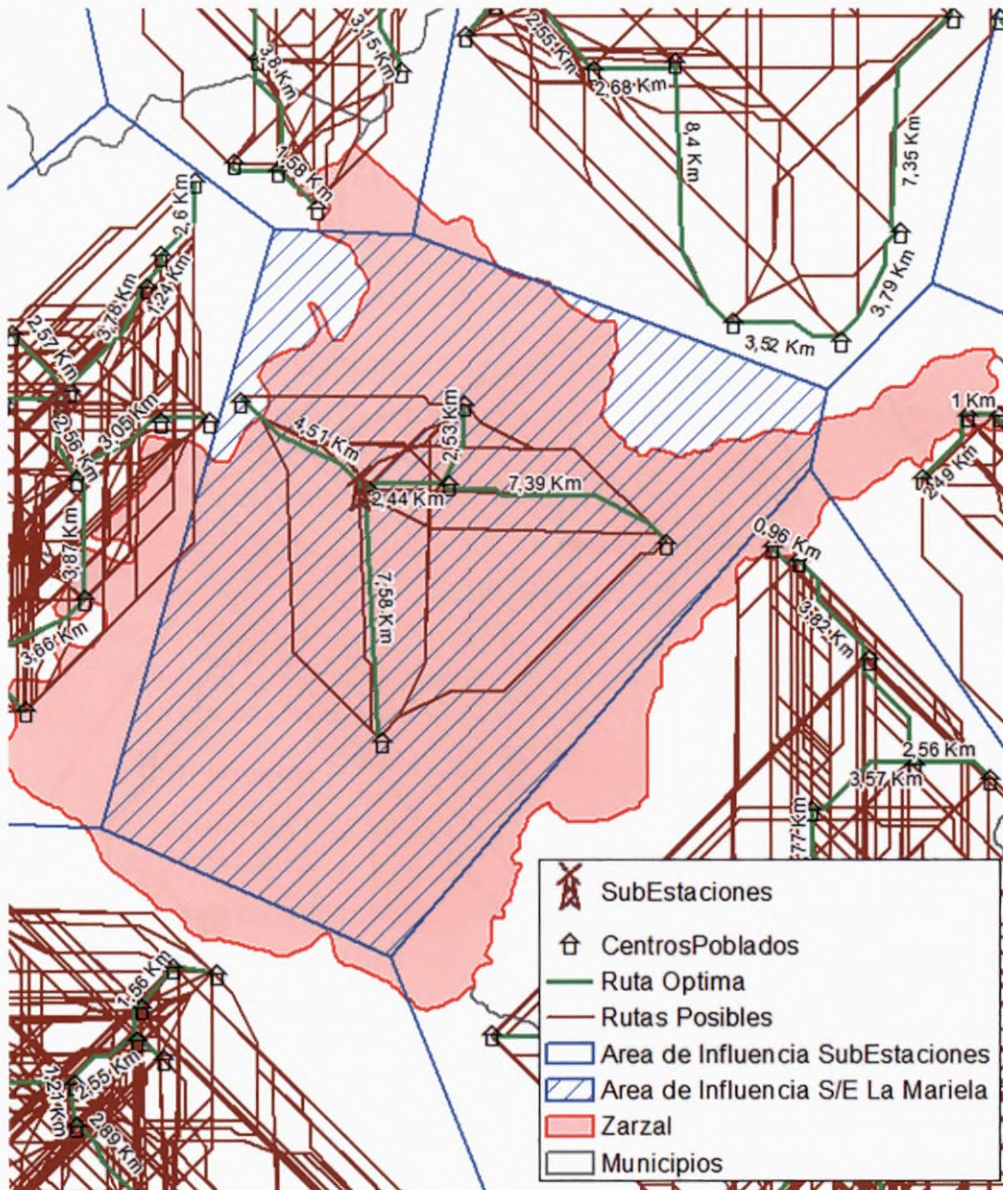 3,8 Km
3,15 Km
2,55 Km
2,68 Km
8,4 Km
7,35 Km
1,58 Km
2,6 Km
1,24 Km
3,78 Km
2,57 Km
3,79 Km
3,52 Km
2,56 Km
3,05 Km
4,51 Km
2,53 Km
2,44 Km
7,39 Km
1 Km
2,49 Km
0,96 Km
3,82 Km
3,87 Km
7,58 Km
3,66 Km
2,56 Km
3,57 Km
SubEstaciones
CentrosPoblados
Ruta Optima
Rutas Posibles
Area de Influencia SubEstaciones
Area de Influencia S/E La Mariela
Zarzal
Municipios
1,56 Km
2,55 Km
1,21 Km
2,89 Km